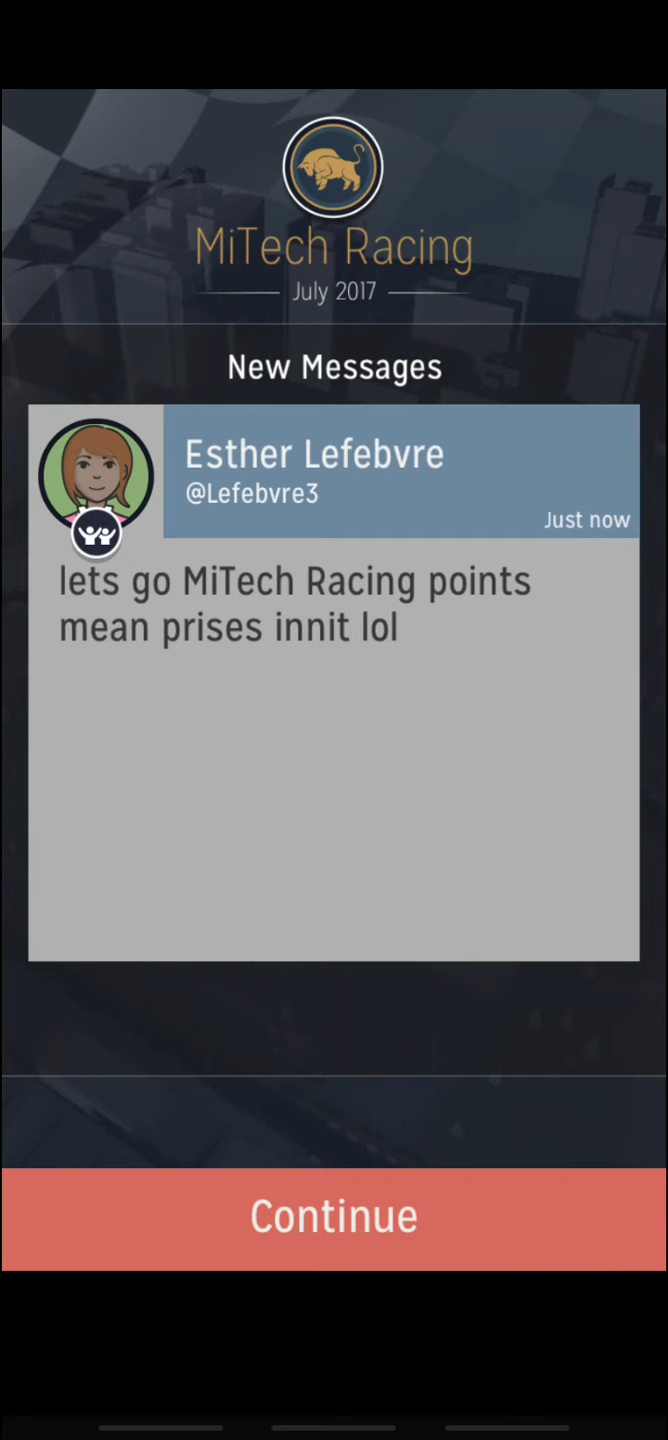 MiTech Racing
July 2017
New Messages
Esther Lefebvre
@Lefebvre3
Just now
lets go MiTech Racing points
mean prises innit lol
Continue